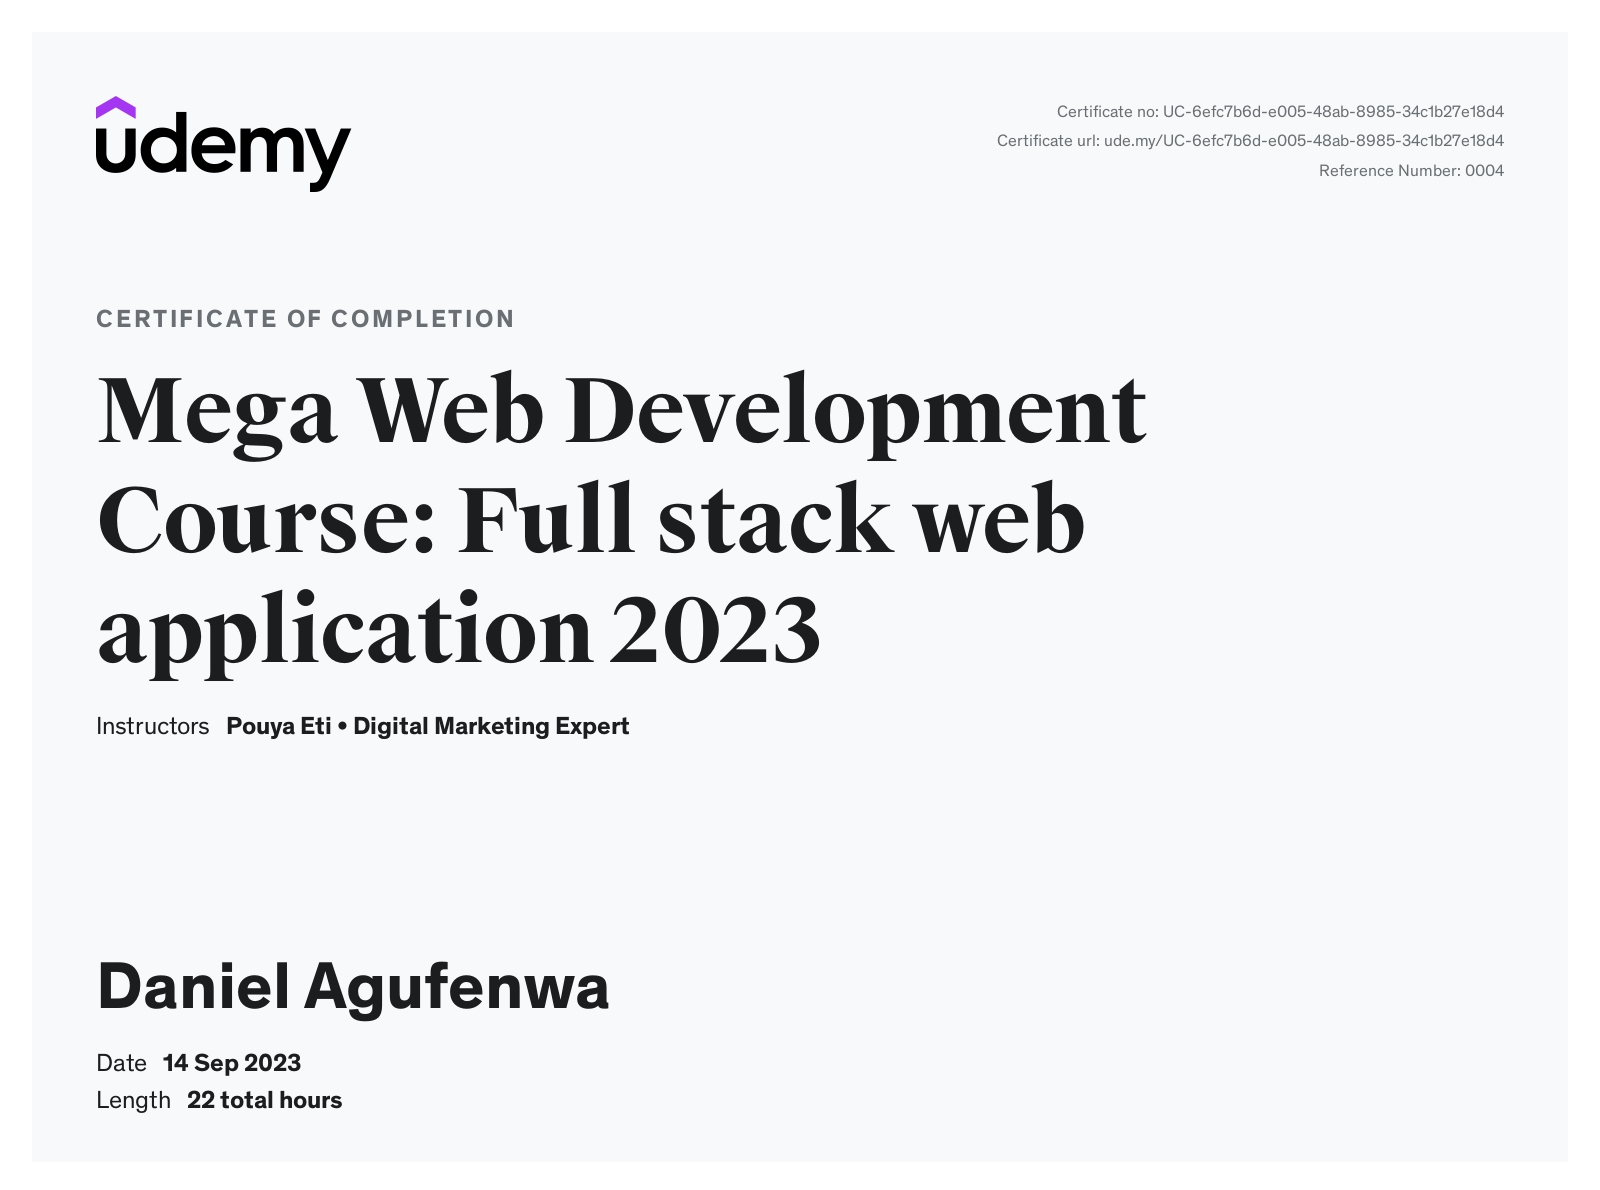 udemy
Certificate no: UC-6efc7b6d-e005-48ab-8985-34c1b27e18d4
Certificate url: ude.my/UC-6efc7b6d-e005-48ab-8985-34c1b27e18d4
Reference Number: 0004
CERTIFICATE OF COMPLETION
Mega Web Development
Course: Full stack web
application 2023
Instructors Pouya Eti • Digital Marketing Expert
Daniel Agufenwa
Date 14 Sep 2023
Length 22 total hours